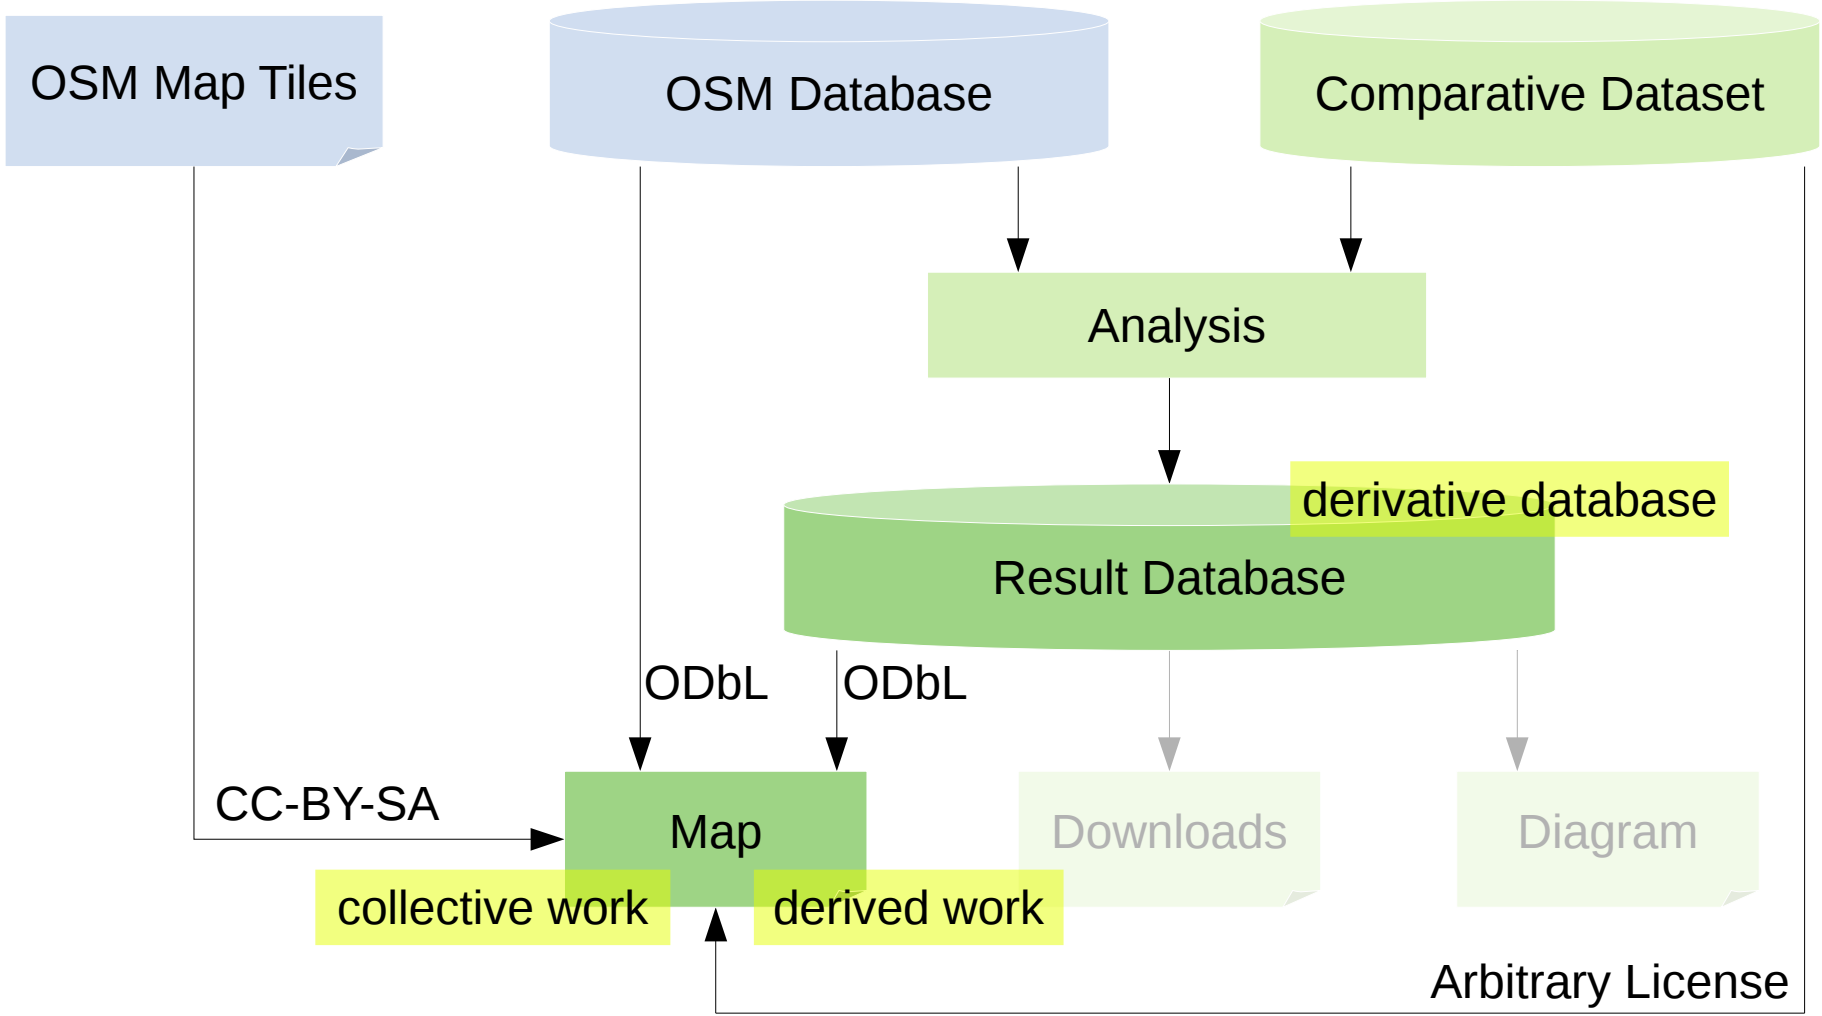 OSM Map Tiles
OSM Database
Comparative Dataset
Analysis
derivative database
Result Database
ODbL
ODbL
CC-BY-SA
Map
Downloads
Diagram
collective work
derived work
Arbitrary License